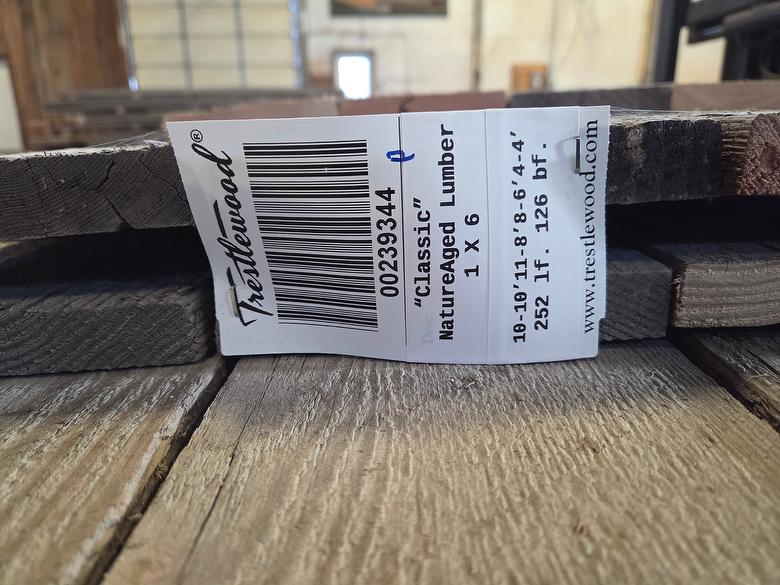 Trestlewood®
00239344
"Classic"
NatureAged Lumber
1 X 6
10-10'11-8'8-6'4-4'
252 lf. 126 bf.
www.trestlewood.com